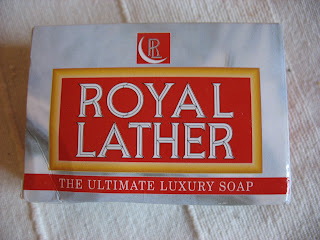 R
ROYAL
LATHER
THE ULTIMATE LUXURY SOAP